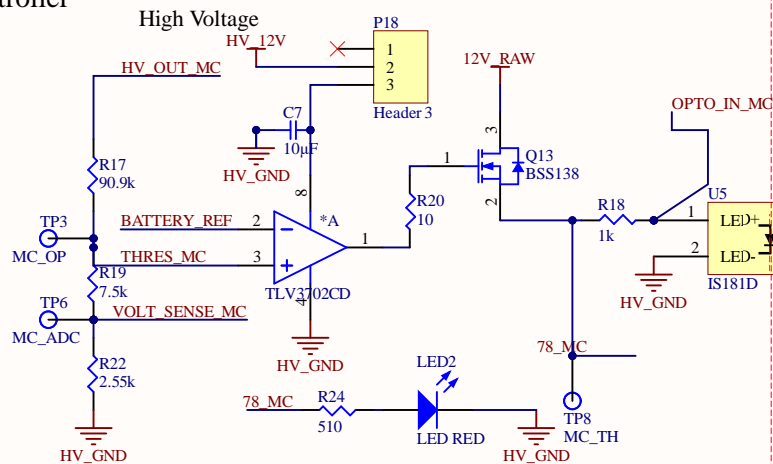 troller
High Voltage
P18
HV_12V
1
2
3
Header 3
12V_RAW
HV_OUT_MC
OPTO_IN_MC
C7
10µF
HV_GND
3
Q13
BSS138
1
2
R17
90.9k
8
R20
10
U5
R18
1k
1
LED+
2
LED-
IS181D
HV_GND
TP3
MC_OP
BATTERY_REF
2
*A
1
THRES_MC
3
TLV3702CD
4
R19
7.5k
TP6
MC_ADC
VOLT_SENSE_MC
HV_GND
R22
2.55k
HV_GND
78_MC
LED2
78_MC
R24
510
LED RED
HV_GND
TP8
MC_TH